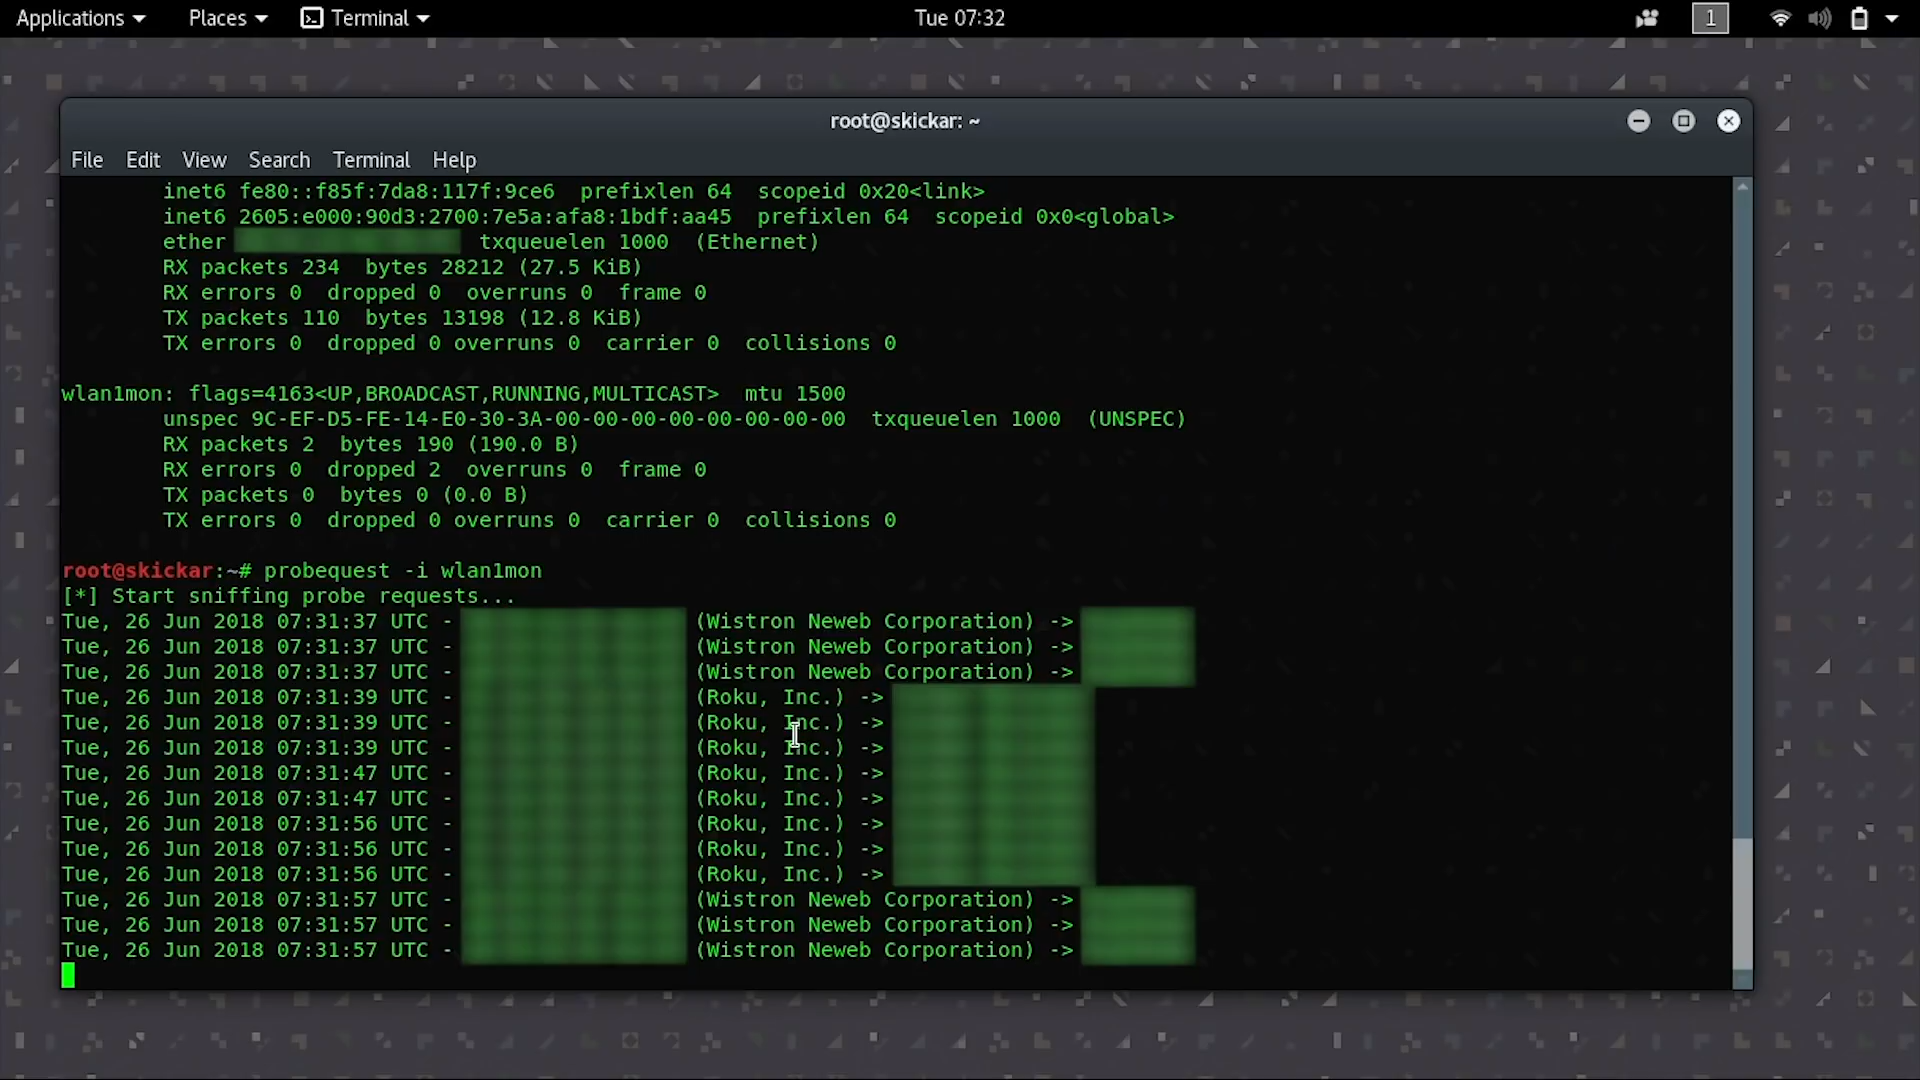 Applications Places Terminal Tue 07:32 1
root@skickar: ~
File Edit View Search Terminal Help
inet6 fe80::f85f:7da8:117f:9ce6 prefixlen 64 scopeid 0x20<link>
inet6 2605:e000:90d3:2700:7e5a:afa8:1bdf:aa45 prefixlen 64 scopeid 0x0<global>
ether txqueuelen 1000 (Ethernet)
RX packets 234 bytes 28212 (27.5 KiB)
RX errors 0 dropped 0 overruns 0 frame 0
TX packets 110 bytes 13198 (12.8 KiB)
TX errors 0 dropped 0 overruns 0 carrier 0 collisions 0
wlan1mon: flags=4163<UP,BROADCAST,RUNNING,MULTICAST> mtu 1500
unspec 9C-EF-D5-FE-14-E0-30-3A-00-00-00-00-00-00-00-00 txqueuelen 1000 (UNSPEC)
RX packets 2 bytes 190 (190.0 B)
RX errors 0 dropped 2 overruns 0 frame 0
TX packets 0 bytes 0 (0.0 B)
TX errors 0 dropped 0 overruns 0 carrier 0 collisions 0
root@skickar:~# probequest -i wlan1mon
[*] Start sniffing probe requests...
Tue, 26 Jun 2018 07:31:37 UTC - (Wistron Neweb Corporation) ->
Tue, 26 Jun 2018 07:31:37 UTC - (Wistron Neweb Corporation) ->
Tue, 26 Jun 2018 07:31:37 UTC - (Wistron Neweb Corporation) ->
Tue, 26 Jun 2018 07:31:39 UTC - (Roku, Inc.) ->
Tue, 26 Jun 2018 07:31:39 UTC - (Roku, Inc.) ->
Tue, 26 Jun 2018 07:31:39 UTC - (Roku, Inc.) ->
Tue, 26 Jun 2018 07:31:47 UTC - (Roku, Inc.) ->
Tue, 26 Jun 2018 07:31:47 UTC - (Roku, Inc.) ->
Tue, 26 Jun 2018 07:31:56 UTC - (Roku, Inc.) ->
Tue, 26 Jun 2018 07:31:56 UTC - (Roku, Inc.) ->
Tue, 26 Jun 2018 07:31:56 UTC - (Roku, Inc.) ->
Tue, 26 Jun 2018 07:31:57 UTC - (Wistron Neweb Corporation) ->
Tue, 26 Jun 2018 07:31:57 UTC - (Wistron Neweb Corporation) ->
Tue, 26 Jun 2018 07:31:57 UTC - (Wistron Neweb Corporation) ->